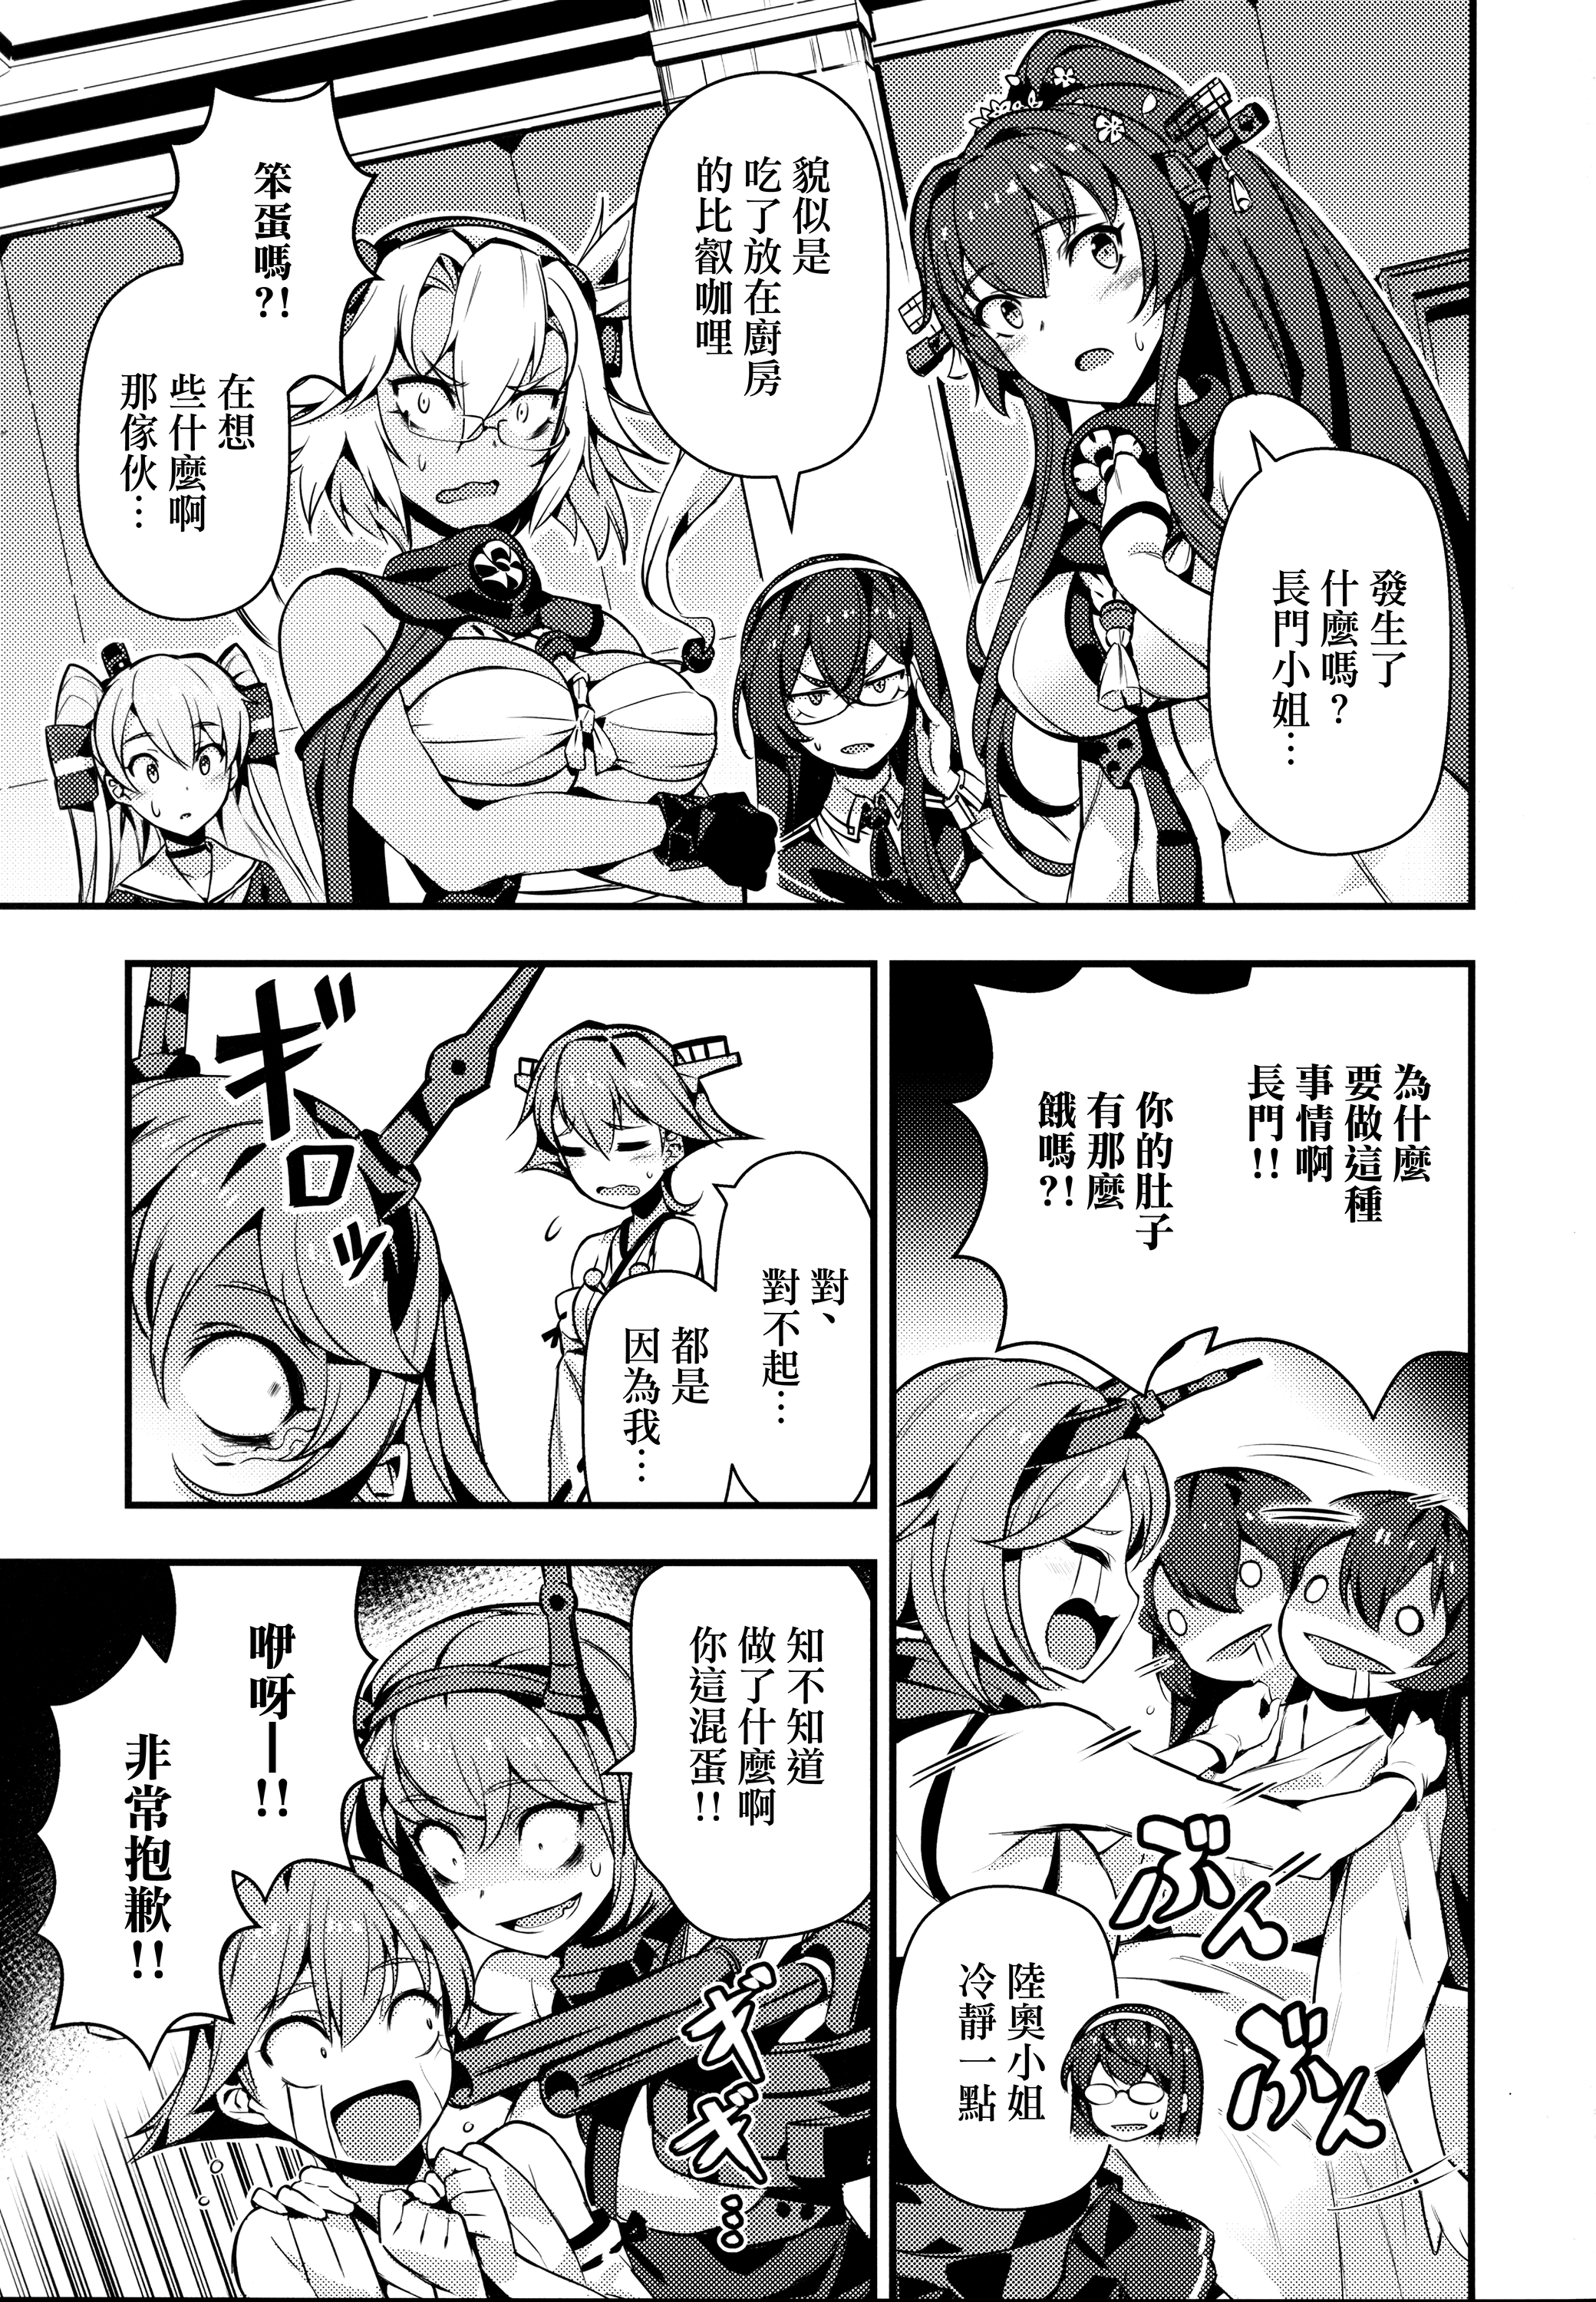 發生了
什麼嗎？
長門小姐…
貌似是
吃了放在廚房
的比叡咖哩
笨蛋嗎?!
在想
些什麼啊
那傢伙…
為什麼
要做這種
事情啊
長門!!
你的肚子
有那麼
餓嗎?!
ぶん
ぶん
陸奧小姐
冷靜一點
對、
對不起…
都是
因為我…
ギロッ
知不知道
做了什麼啊
你這混蛋!!
ギギギギ…
咿呀—!!
非常抱歉!!